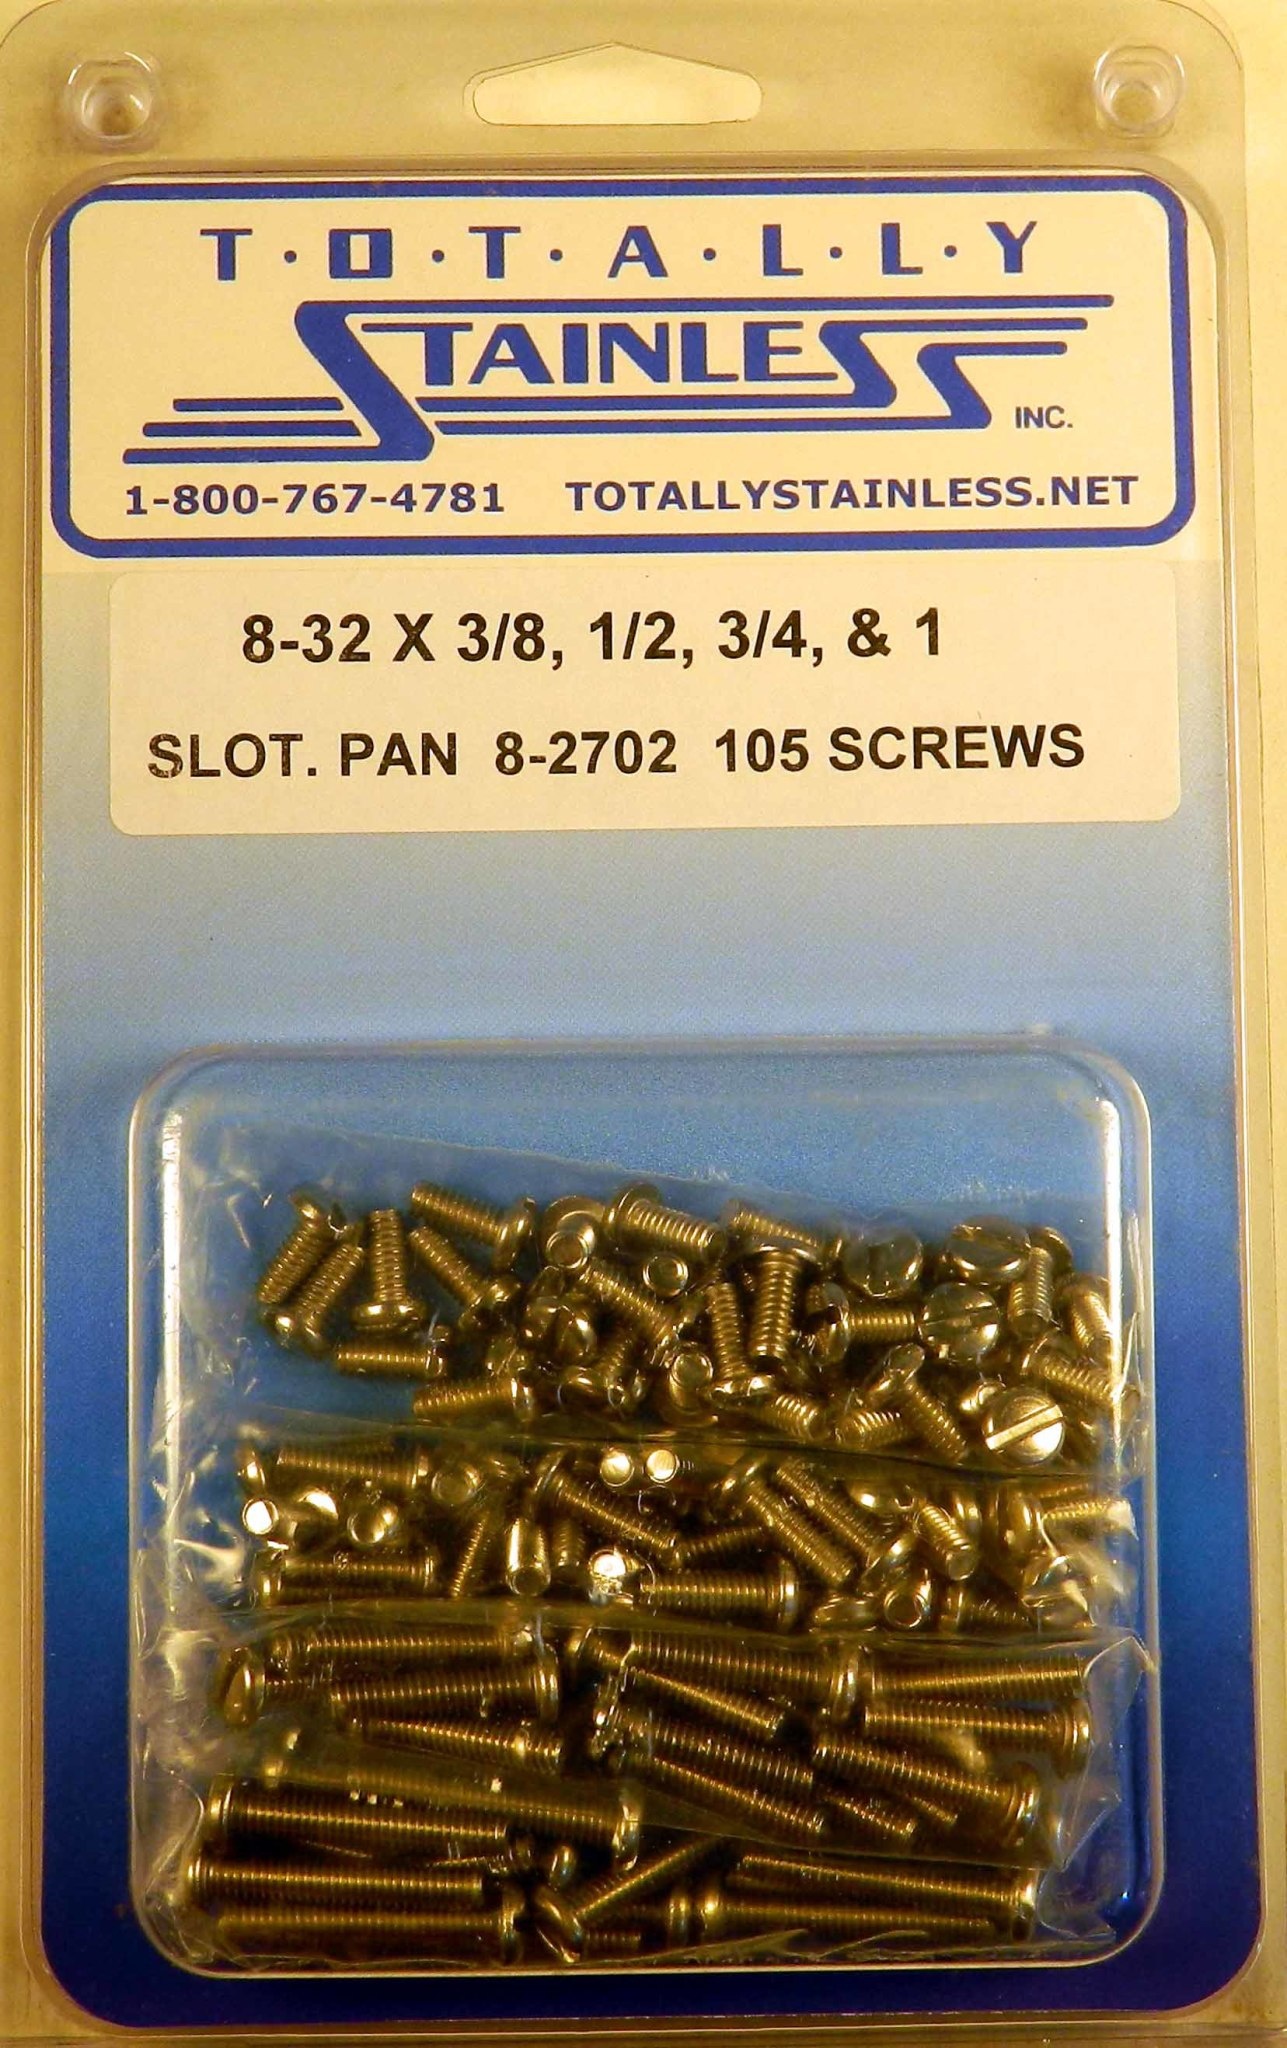 T·O·T·A·L·L·Y
STAINLESS INC.
1-800-767-4781 TOTALLYSTAINLESS.NET
8-32 X 3/8, 1/2, 3/4, & 1
SLOT. PAN 8-2702 105 SCREWS